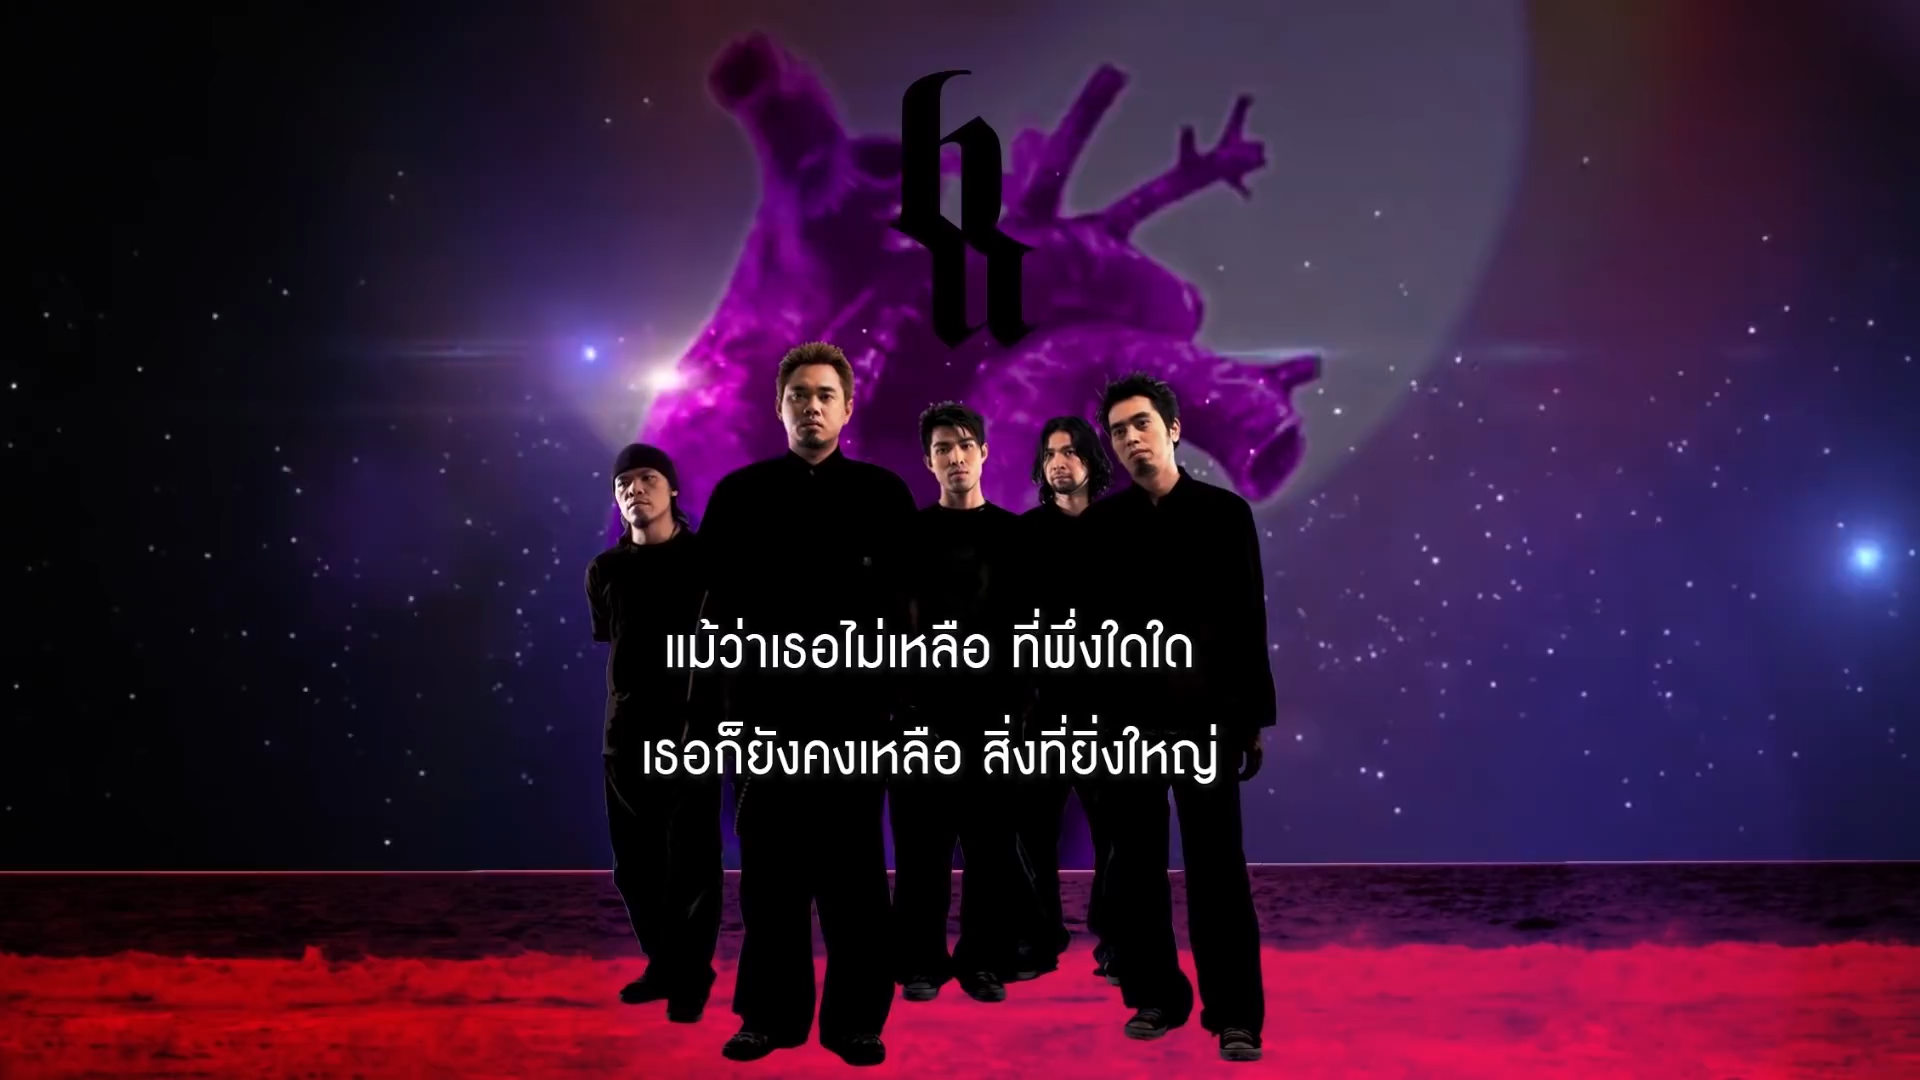 แม้ว่าเธอไม่เหลือ ที่พึ่งใดใด
เธอก็ยังคงเหลือ สิ่งที่ยิ่งใหญ่